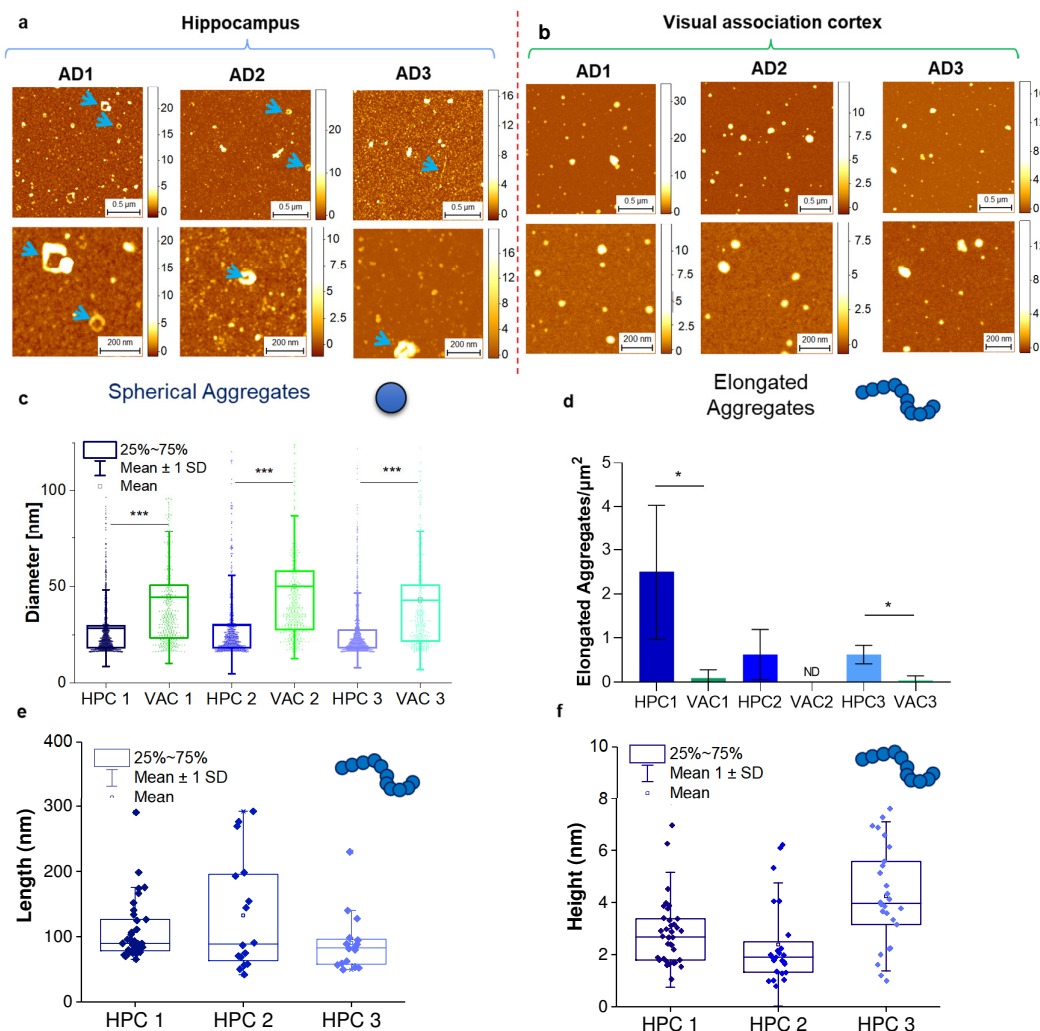 a
Hippocampus
b
Visual association cortex
AD1
AD2
AD3
AD1
AD2
AD3
20
15
10
5
0
0.5 µm
20
10
0
0.5 µm
16
12
8
4
0
0.5 µm
30
20
10
0
0.5 µm
10
7.5
5
2.5
0
0.5 µm
12
8
4
0
0.5 µm
20
15
10
5
0
200 nm
20
15
10
5
0
200 nm
10
8
6
4
2
0
200 nm
10
7.5
5
2.5
0
200 nm
7.5
5
2.5
0
200 nm
16
12
8
4
0
200 nm
c
Spherical Aggregates
25%~75%
Mean ± 1 SD
Mean
***
***
***
Diameter [nm]
100
50
0
HPC 1
VAC 1
HPC 2
VAC 2
HPC 3
VAC 3
d
Elongated
Aggregates
Elongated Aggregates/µm²
5
4
3
2
1
0
*
ND
*
HPC1
VAC1
HPC2
VAC2
HPC3
VAC3
e
25%~75%
Mean ± 1 SD
Mean
Length (nm)
400
300
200
100
0
HPC 1
HPC 2
HPC 3
f
25%~75%
Mean 1 ± SD
Mean
Height (nm)
10
8
6
4
2
0
HPC 1
HPC 2
HPC 3